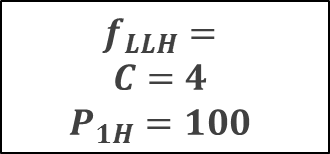 f_LLH =
C = 4
P_1H = 100